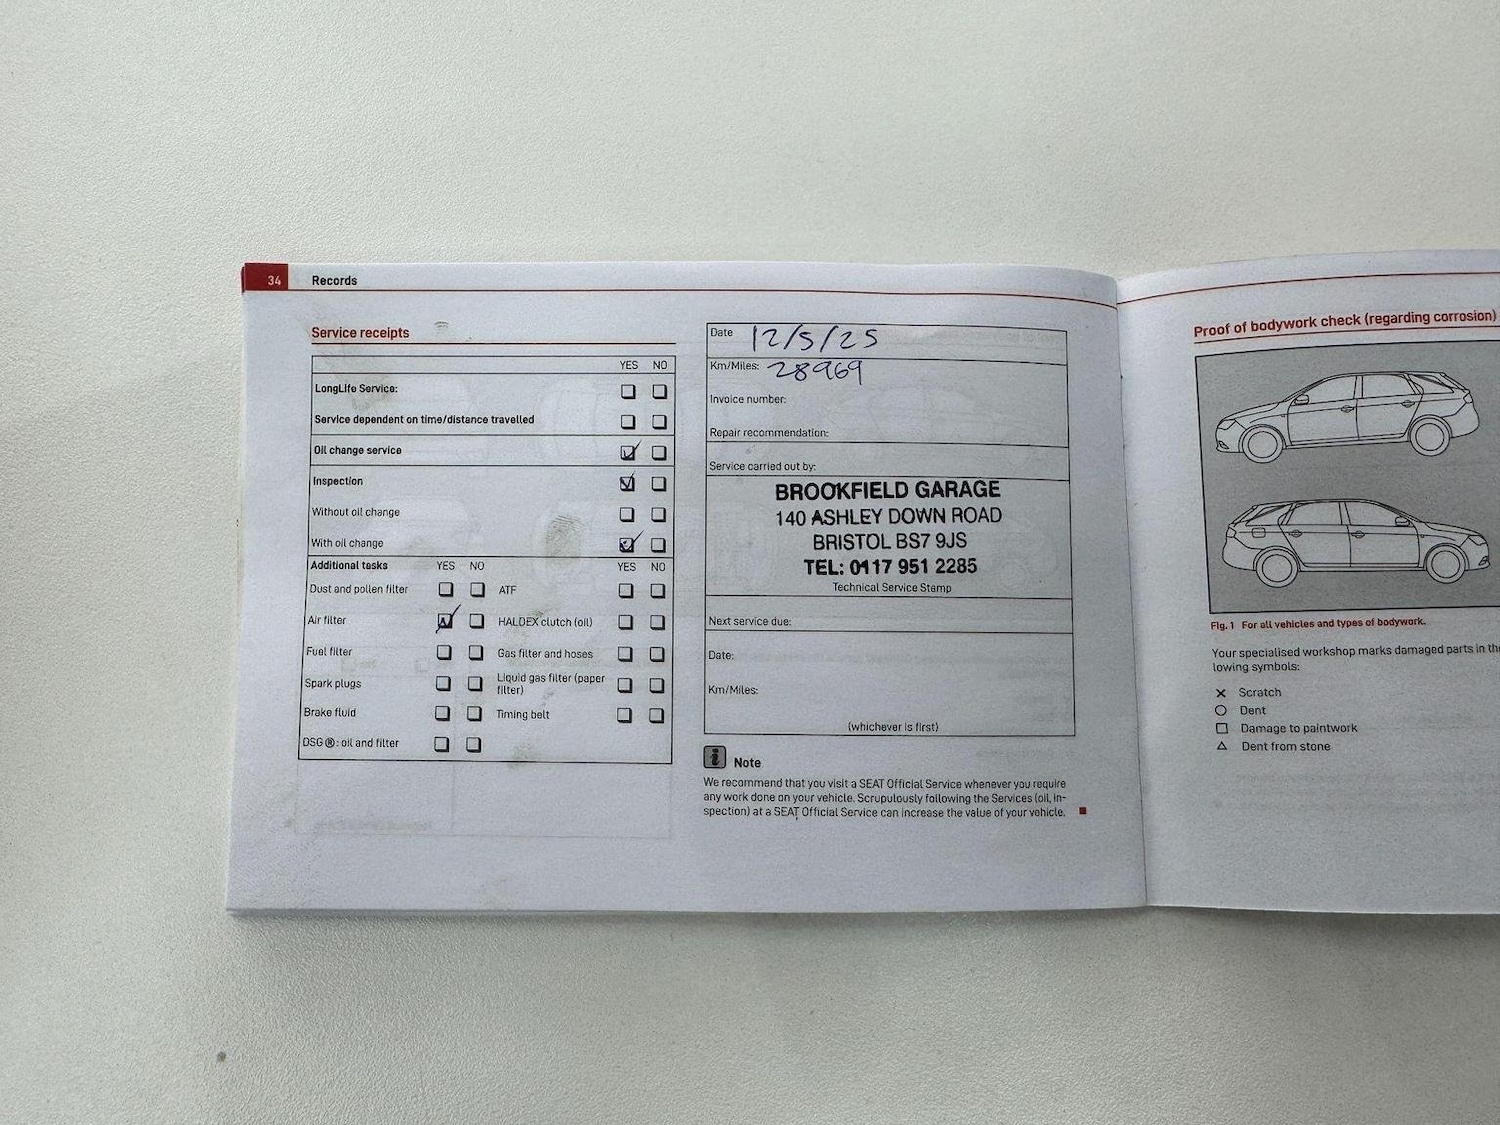 34 Records
Service receipts
YES NO
LongLife Service:
Service dependent on time/distance travelled
Oil change service
Inspection
Without oil change
With oil change
Additional tasks YES NO YES NO
Dust and pollen filter ATF
Air filter HALDEX clutch (oil)
Fuel filter Gas filter and hoses
Spark plugs Liquid gas filter (paper
filter)
Brake fluid Timing belt
DSG®: oil and filter
Date 12/5/25
Km/Miles: 28969
Invoice number:
Repair recommendation:
Service carried out by:
BROOKFIELD GARAGE
140 ASHLEY DOWN ROAD
BRISTOL BS7 9JS
TEL: 0117 951 2285
Technical Service Stamp
Next service due:
Date:
Km/Miles:
(whichever is first)
i Note
We recommend that you visit a SEAT Official Service whenever you require
any work done on your vehicle. Scrupulously following the Services (oil, in-
spection) at a SEAT Official Service can increase the value of your vehicle.
Proof of bodywork check (regarding corrosion)
Fig. 1 For all vehicles and types of bodywork.
Your specialised workshop marks damaged parts in
lowing symbols:
Scratch
Dent
Damage to paintwork
Dent from stone